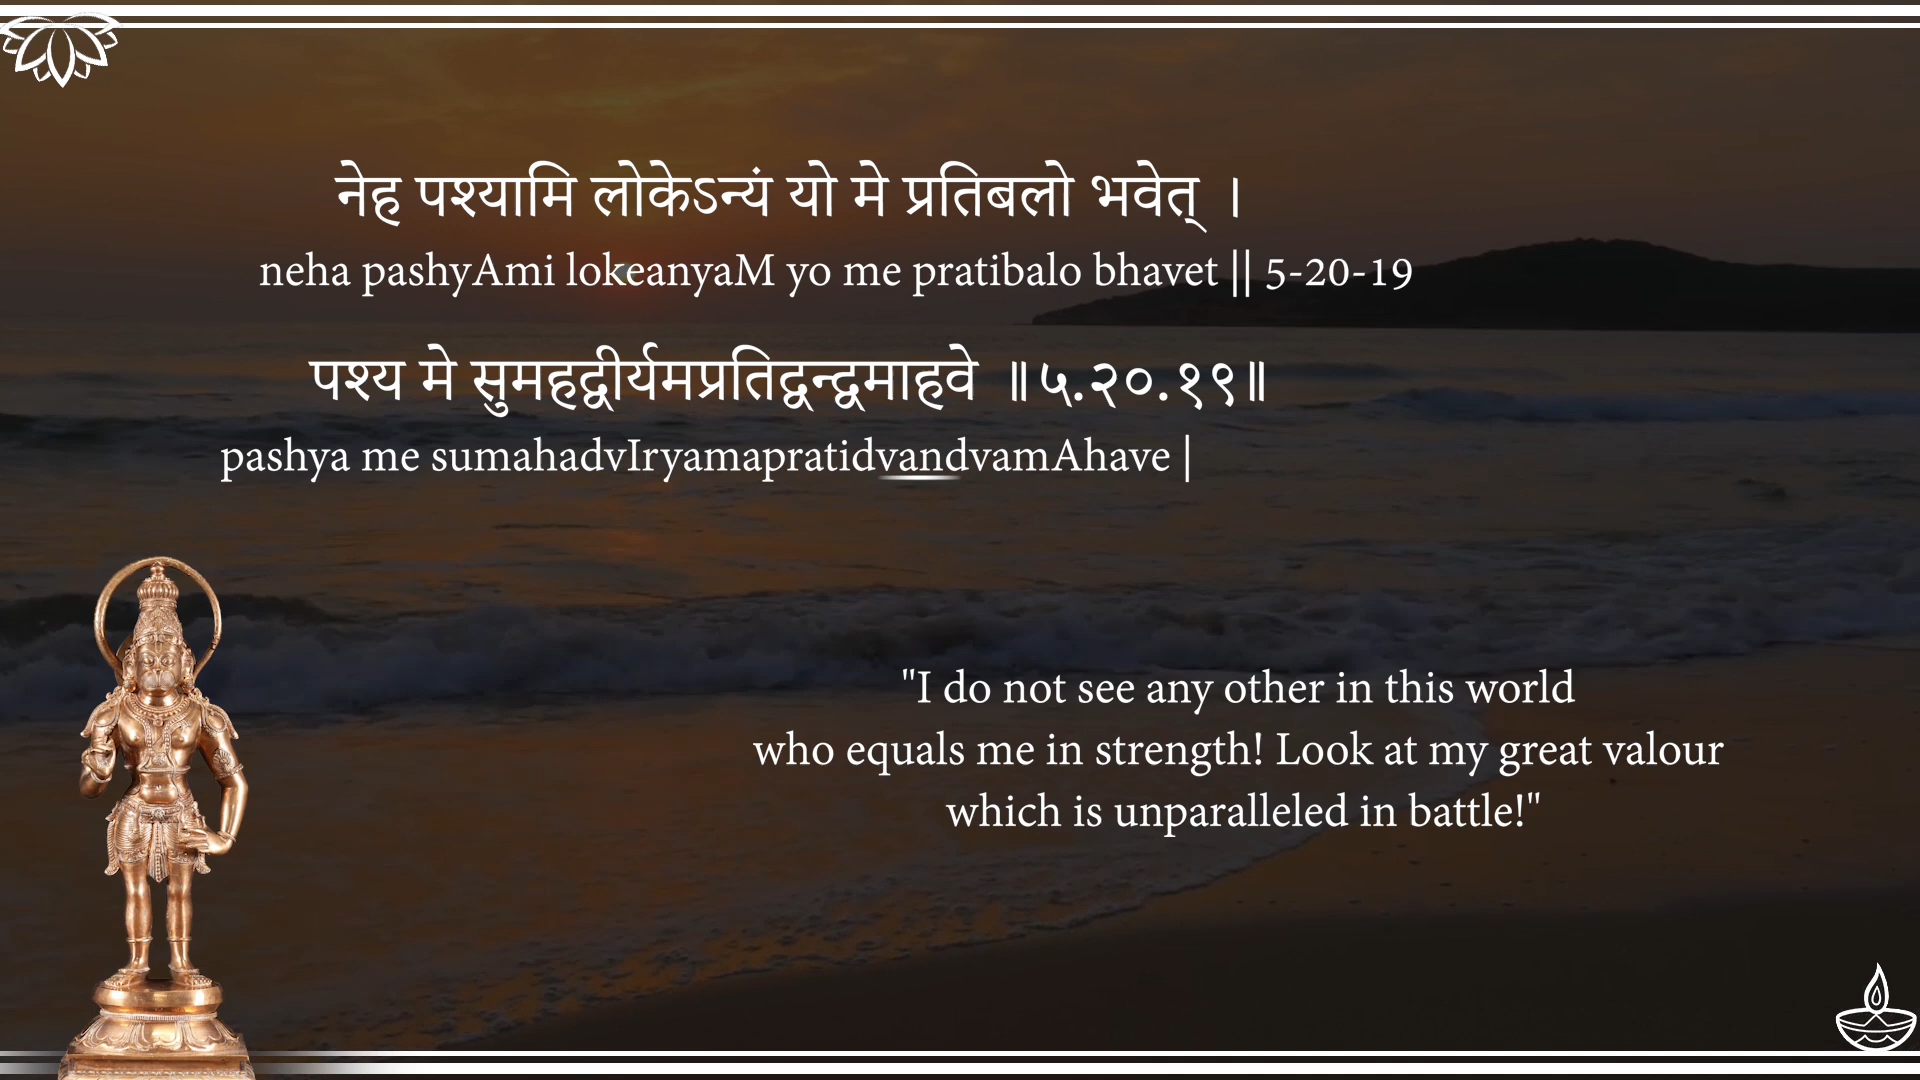 नेह पश्यामि लोकेऽन्यं यो मे प्रतिबलो भवेत् ।
neha pashyAmi lokeanyaM yo me pratibalo bhavet || 5-20-19
पश्य मे सुमहद्वीर्यमप्रतिद्वन्द्वमाहवे ॥५.२०.१९॥
pashya me sumahadvIryamapratidvandvamAhave |
"I do not see any other in this world
who equals me in strength! Look at my great valour
which is unparalleled in battle!"